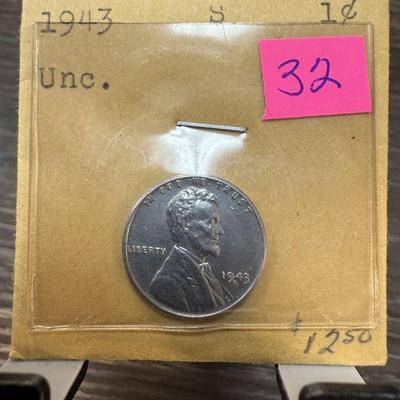 1943 S 1¢
Unc.
32
IN GOD WE TRUST
LIBERTY
1943
S
$12.50